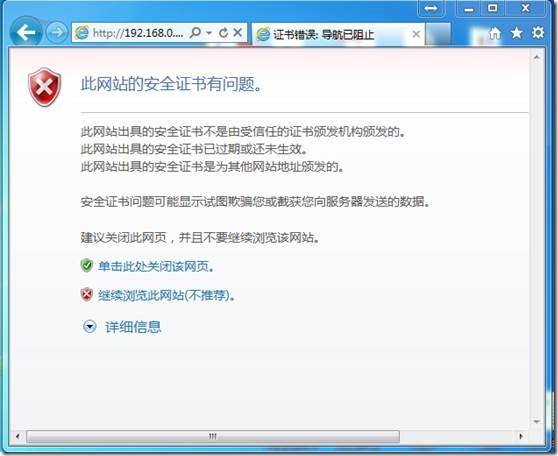 http://192.168.0....
证书错误: 导航已阻止
此网站的安全证书有问题。
此网站出具的安全证书不是由受信任的证书颁发机构颁发的。
此网站出具的安全证书已过期或还未生效。
此网站出具的安全证书是为其他网站地址颁发的。
安全证书问题可能显示试图欺骗您或截获您向服务器发送的数据。
建议关闭此网页，并且不要继续浏览该网站。
单击此处关闭该网页。
继续浏览此网站(不推荐)。
详细信息